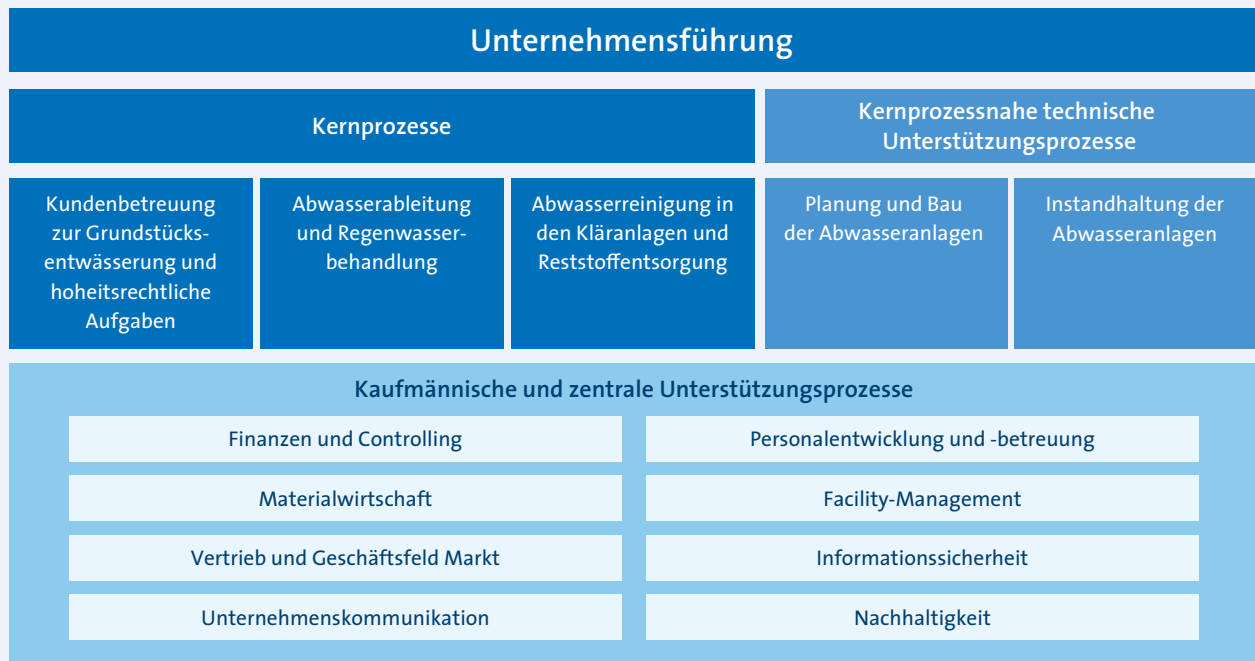 Unternehmensführung
Kernprozesse
Kernprozessnahe technische
Unterstützungsprozesse
Kundenbetreuung
zur Grundstücks-
entwässerung und
hoheitsrechtliche
Aufgaben
Abwasserableitung
und Regenwasser-
behandlung
Abwasserreinigung in
den Kläranlagen und
Reststoffentsorgung
Planung und Bau
der Abwasseranlagen
Instandhaltung der
Abwasseranlagen
Kaufmännische und zentrale Unterstützungsprozesse
Finanzen und Controlling
Personalentwicklung und -betreuung
Materialwirtschaft
Facility-Management
Vertrieb und Geschäftsfeld Markt
Informationssicherheit
Unternehmenskommunikation
Nachhaltigkeit